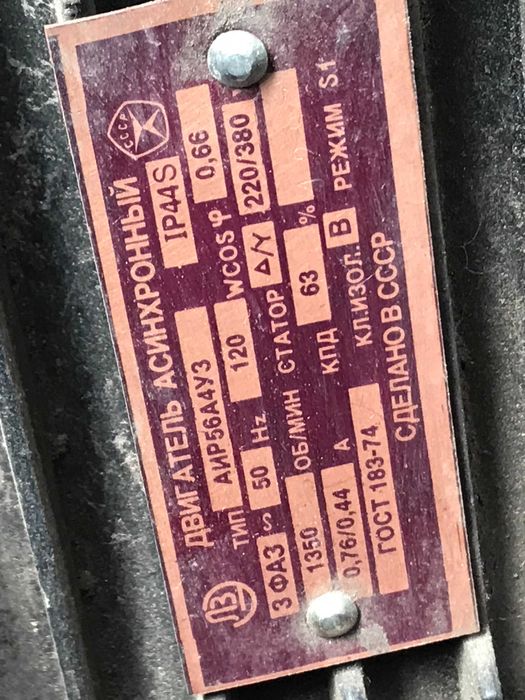 ДВИГАТЕЛЬ АСИНХРОННЫЙ СССР
ТИП АИР56А4У3 IP44S
3 ФАЗ ~ 50 Hz 120 W COS φ 0,66
1350 ОБ/МИН СТАТОР Δ/Y 220/380
0,76/0,44 А КПД 63 %
ГОСТ 183-74 КЛ.ИЗОЛ. В РЕЖИМ S1
СДЕЛАНО В СССР